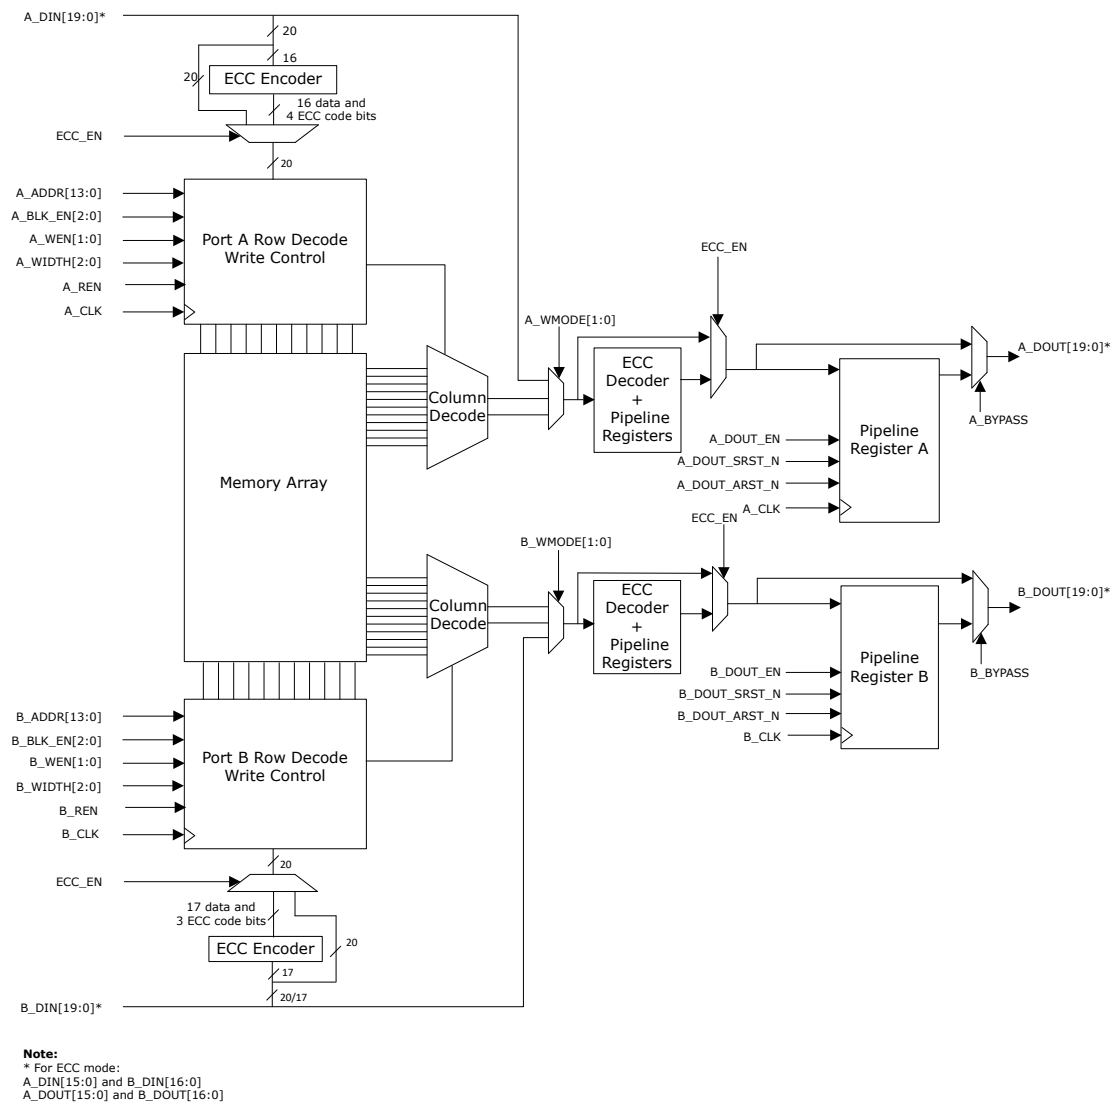 A_DIN[19:0]*
20
16
20
ECC Encoder
16 data and
4 ECC code bits
ECC_EN
20
A_ADDR[13:0]
A_BLK_EN[2:0]
A_WEN[1:0]
A_WIDTH[2:0]
A_REN
A_CLK
Port A Row Decode
Write Control
ECC_EN
A_WMODE[1:0]
Column
Decode
ECC
Decoder
+
Pipeline
Registers
A_DOUT[19:0]*
A_BYPASS
Pipeline
Register A
A_DOUT_EN
A_DOUT_SRST_N
A_DOUT_ARST_N
A_CLK
Memory Array
ECC_EN
B_WMODE[1:0]
Column
Decode
ECC
Decoder
+
Pipeline
Registers
B_DOUT[19:0]*
B_BYPASS
Pipeline
Register B
B_DOUT_EN
B_DOUT_SRST_N
B_DOUT_ARST_N
B_CLK
B_ADDR[13:0]
B_BLK_EN[2:0]
B_WEN[1:0]
B_WIDTH[2:0]
B_REN
B_CLK
Port B Row Decode
Write Control
20
ECC_EN
17 data and
3 ECC code bits
ECC Encoder
20
17
20/17
B_DIN[19:0]*
Note:
* For ECC mode:
A_DIN[15:0] and B_DIN[16:0]
A_DOUT[15:0] and B_DOUT[16:0]